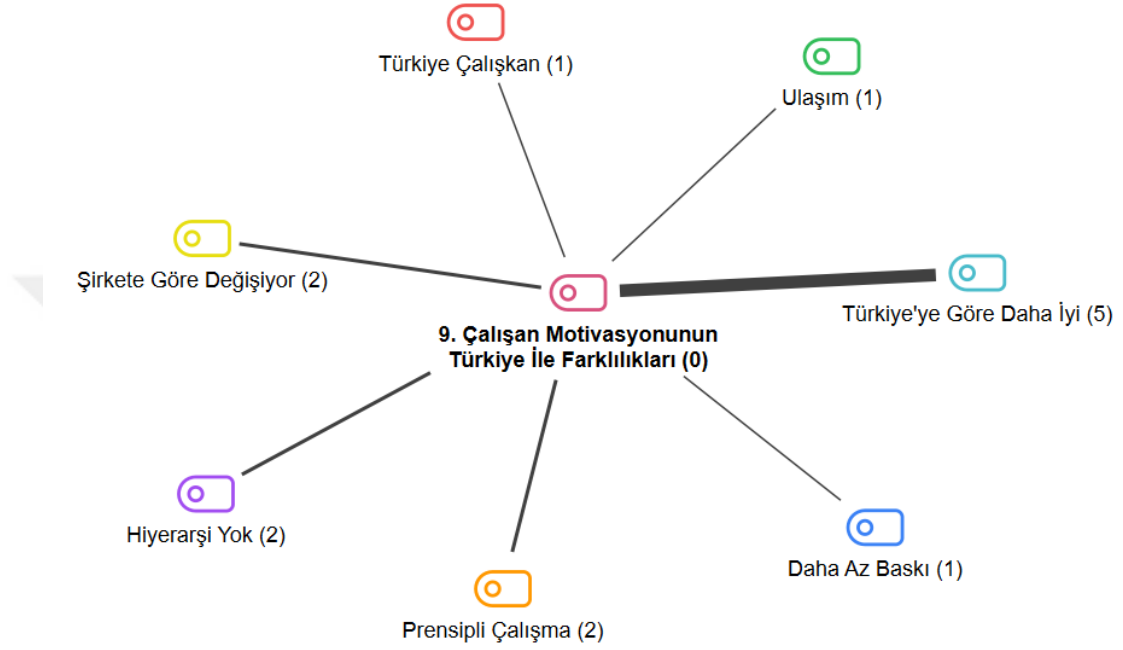 Türkiye Çalışkan (1)
Ulaşım (1)
Şirkete Göre Değişiyor (2)
Türkiye'ye Göre Daha İyi (5)
9. Çalışan Motivasyonunun
Türkiye İle Farklılıkları (0)
Hiyerarşi Yok (2)
Daha Az Baskı (1)
Prensipli Çalışma (2)